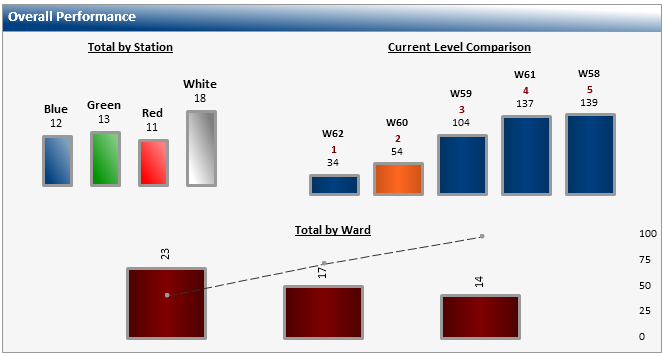 Overall Performance
Total by Station
Current Level Comparison
Blue
12
Green
13
Red
11
White
18
W62
1
34
W60
2
54
W59
3
104
W61
4
137
W58
5
139
Total by Ward
23
17
14
100
75
50
25
0